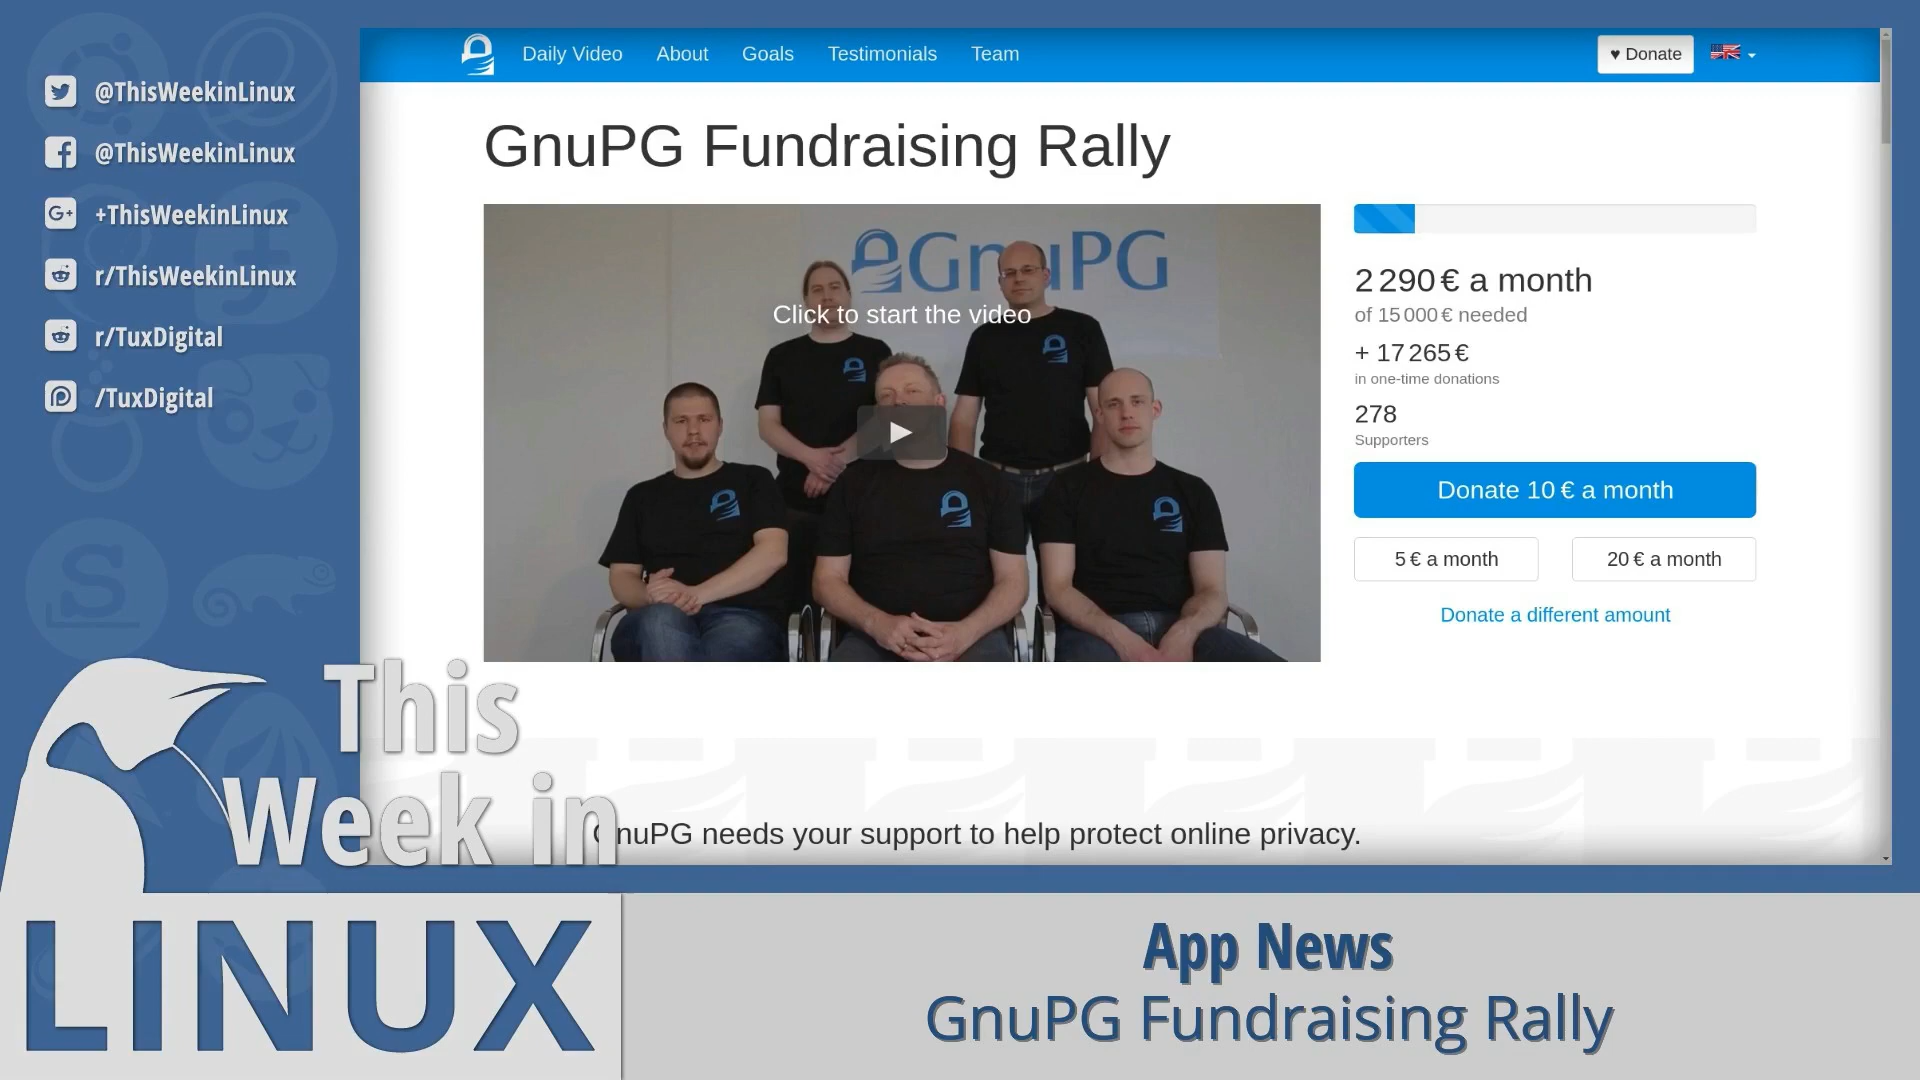 @ThisWeekinLinux
@ThisWeekinLinux
+ThisWeekinLinux
r/ThisWeekinLinux
r/TuxDigital
/TuxDigital
Daily Video About Goals Testimonials Team ♥ Donate
GnuPG Fundraising Rally
GnuPG
Click to start the video
2 290 € a month
of 15 000 € needed
+ 17 265 €
in one-time donations
278
Supporters
Donate 10 € a month
5 € a month 20 € a month
Donate a different amount
GnuPG needs your support to help protect online privacy.
This
Week in
LINUX
App News
GnuPG Fundraising Rally